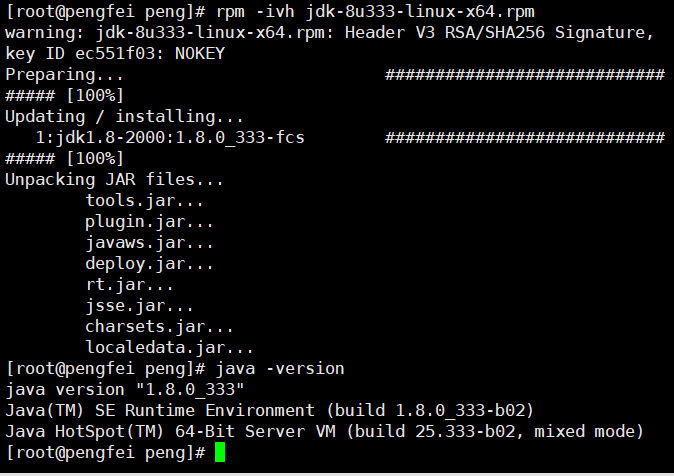 [root@pengfei peng]# rpm -ivh jdk-8u333-linux-x64.rpm
warning: jdk-8u333-linux-x64.rpm: Header V3 RSA/SHA256 Signature,
key ID ec551f03: NOKEY
Preparing...                          ############################
##### [100%]
Updating / installing...
   1:jdk1.8-2000:1.8.0_333-fcs        ############################
##### [100%]
Unpacking JAR files...
        tools.jar...
        plugin.jar...
        javaws.jar...
        deploy.jar...
        rt.jar...
        jsse.jar...
        charsets.jar...
        localedata.jar...
[root@pengfei peng]# java -version
java version "1.8.0_333"
Java(TM) SE Runtime Environment (build 1.8.0_333-b02)
Java HotSpot(TM) 64-Bit Server VM (build 25.333-b02, mixed mode)
[root@pengfei peng]#